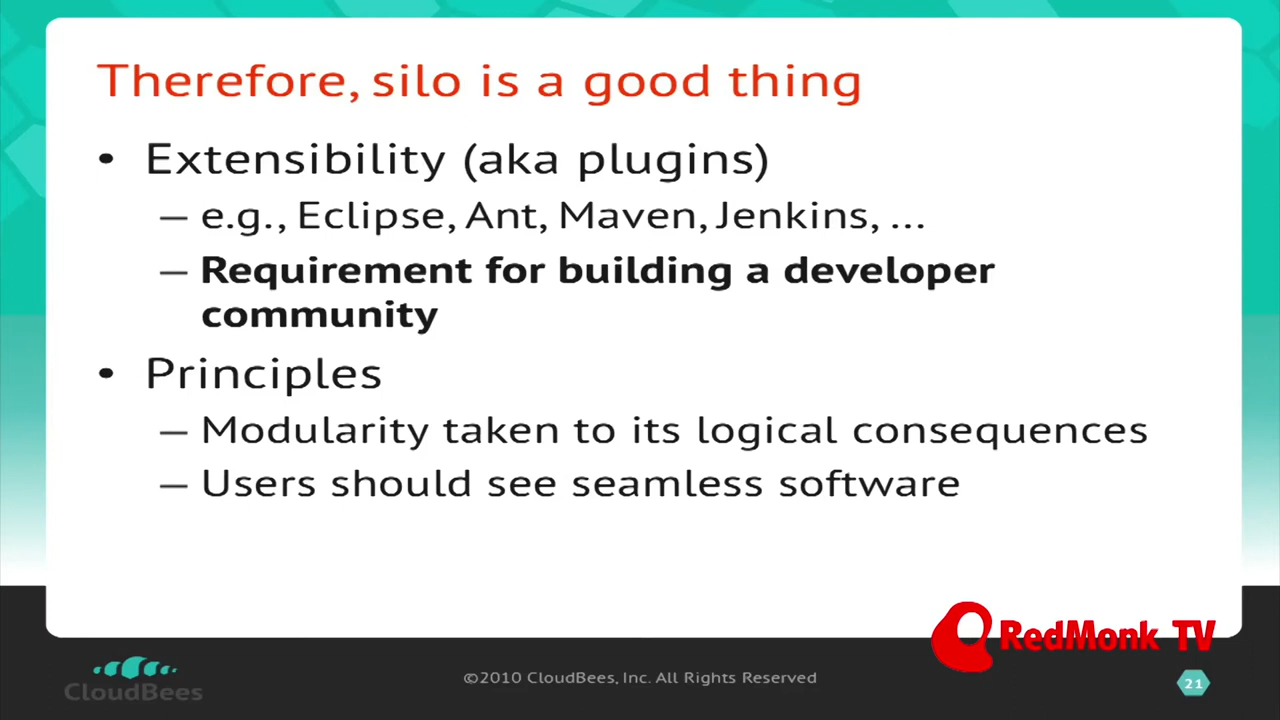 Therefore, silo is a good thing
• Extensibility (aka plugins)
— e.g., Eclipse, Ant, Maven, Jenkins, ...
— Requirement for building a developer
community
• Principles
— Modularity taken to its logical consequences
— Users should see seamless software
RedMonk TV
CloudBees
©2010 CloudBees, Inc. All Rights Reserved
21